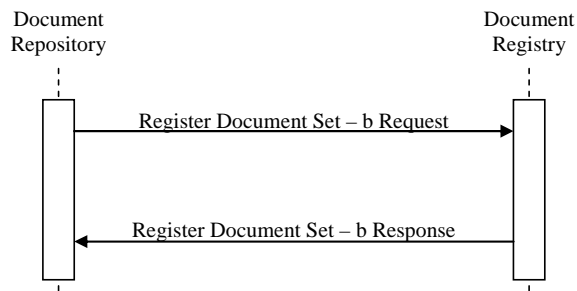 Document
Repository
Document
Registry
Register Document Set – b Request
Register Document Set – b Response